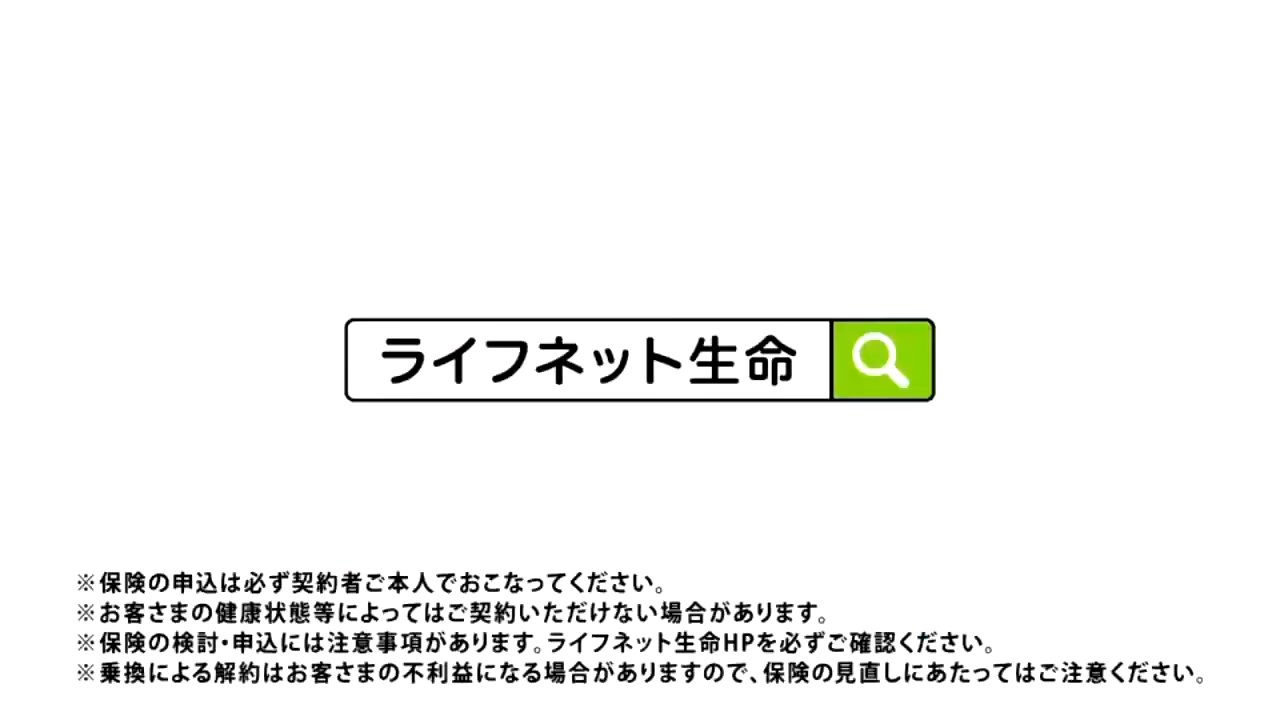 ライフネット生命
※保険の申込は必ず契約者ご本人でおこなってください。
※お客さまの健康状態等によってはご契約いただけない場合があります。
※保険の検討・申込には注意事項があります。ライフネット生命HPを必ずご確認ください。
※乗換による解約はお客さまの不利益になる場合がありますので、保険の見直しにあたってはご注意ください。